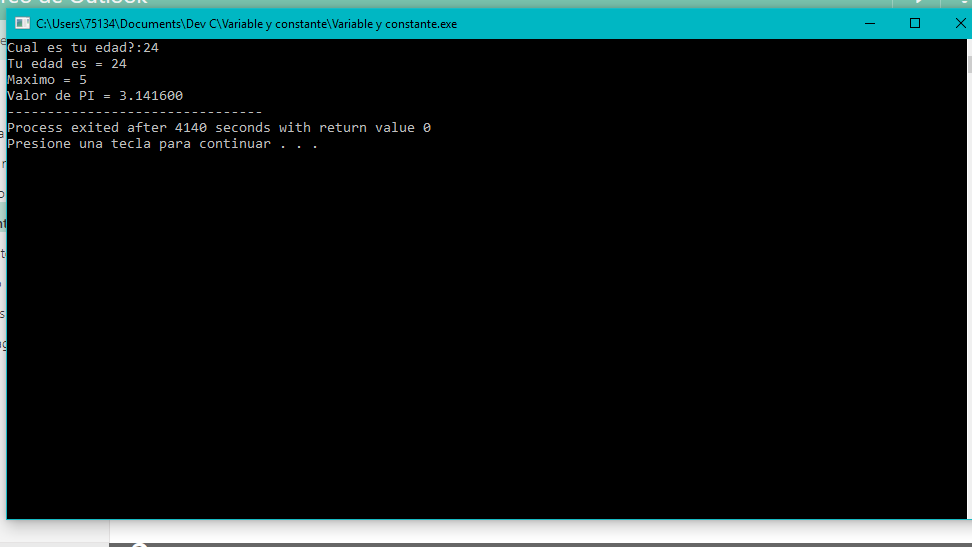 C:\Users\75134\Documents\Dev C\Variable y constante\Variable y constante.exe
Cual es tu edad?:24
Tu edad es = 24
Maximo = 5
Valor de PI = 3.141600
--------------------------------
Process exited after 4140 seconds with return value 0
Presione una tecla para continuar . . .